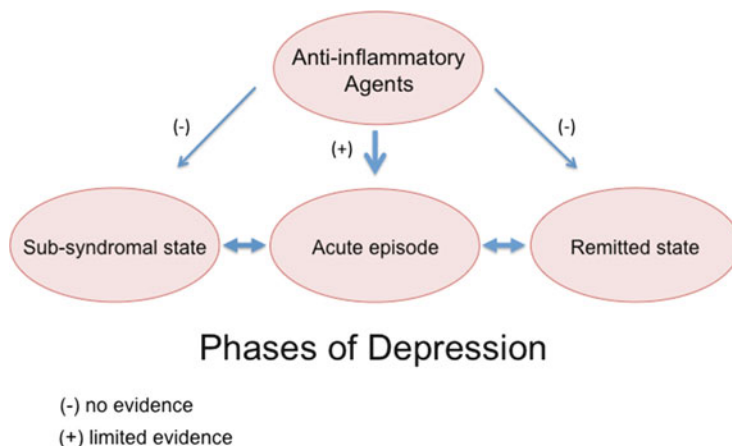 Anti-inflammatory
Agents
(-)
(+)
(-)
Sub-syndromal state
Acute episode
Remitted state
Phases of Depression
(-) no evidence
(+) limited evidence